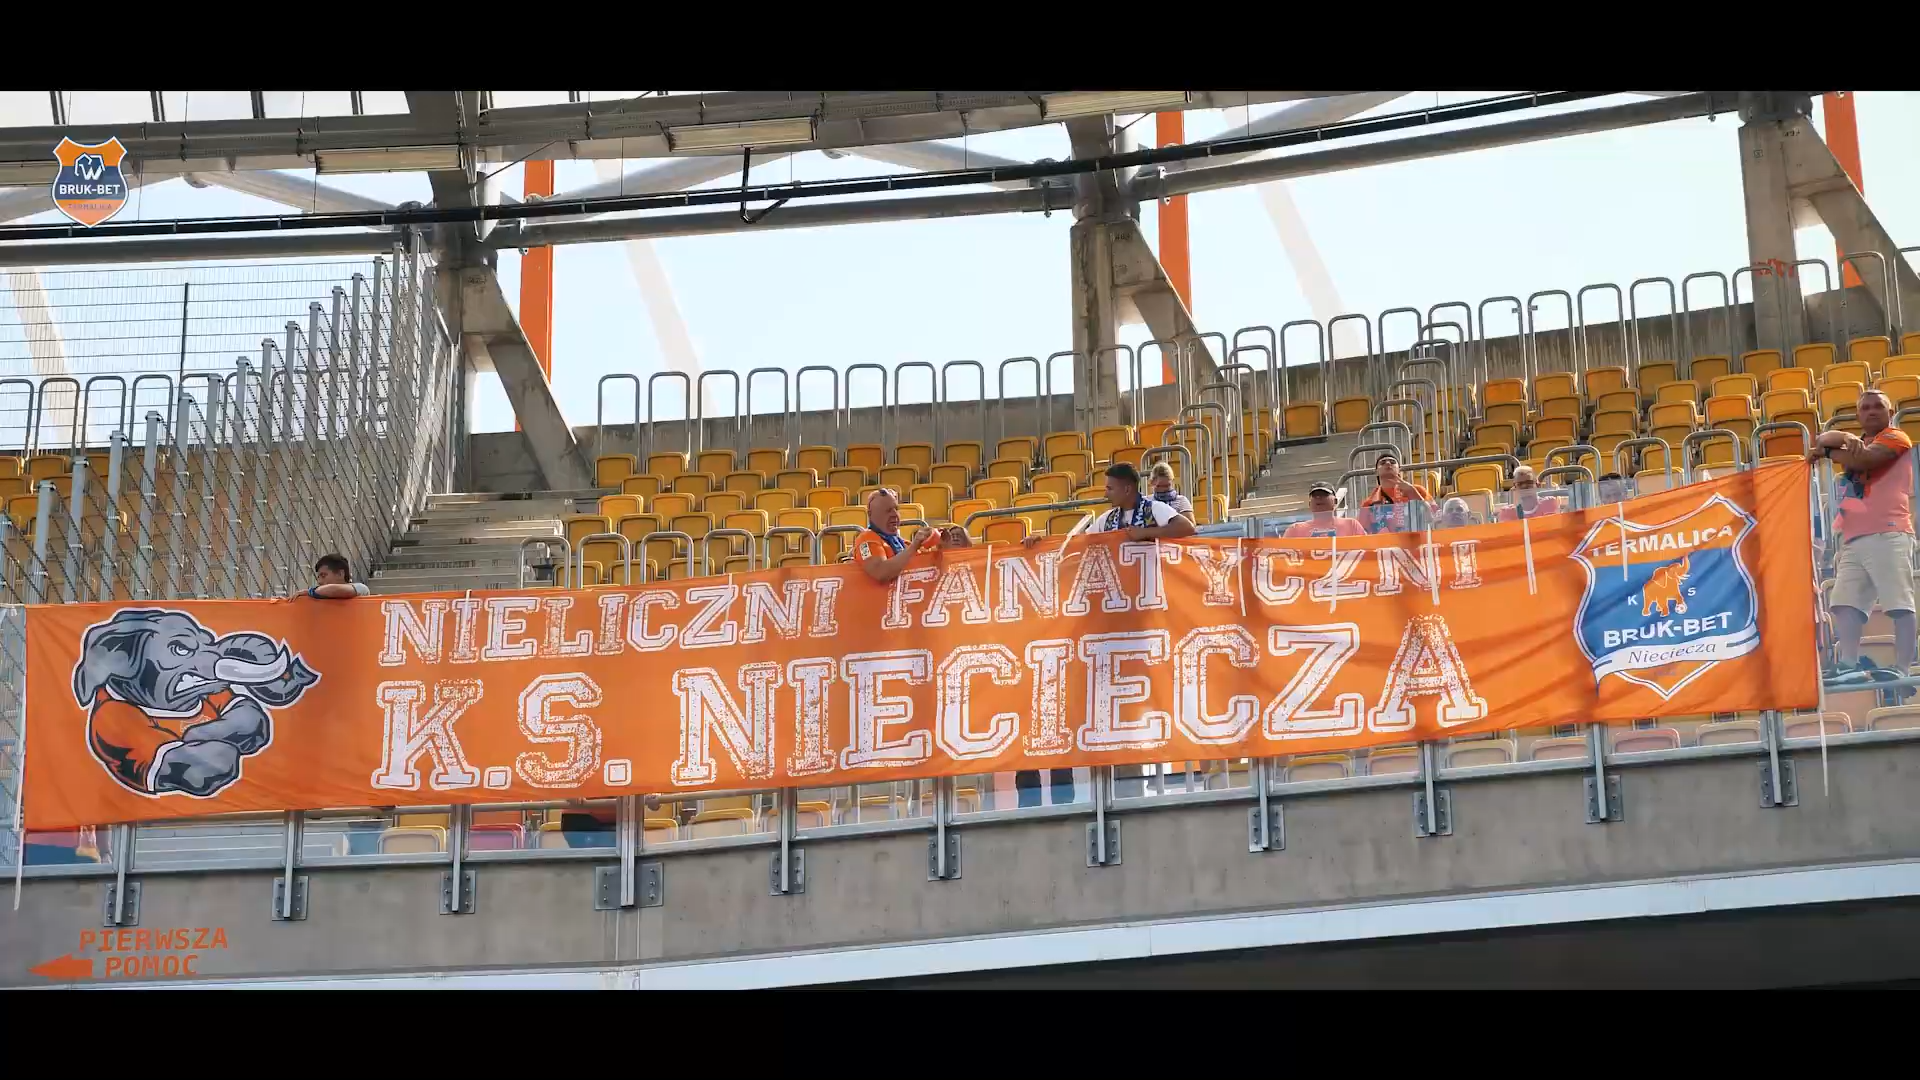 BRUK-BET
TERMALICA
NIELICZNI FANATYCZNI
K.S. NIECIECZA
TERMALICA
K S
BRUK-BET
Nieciecza
PIERWSZA
POMOC